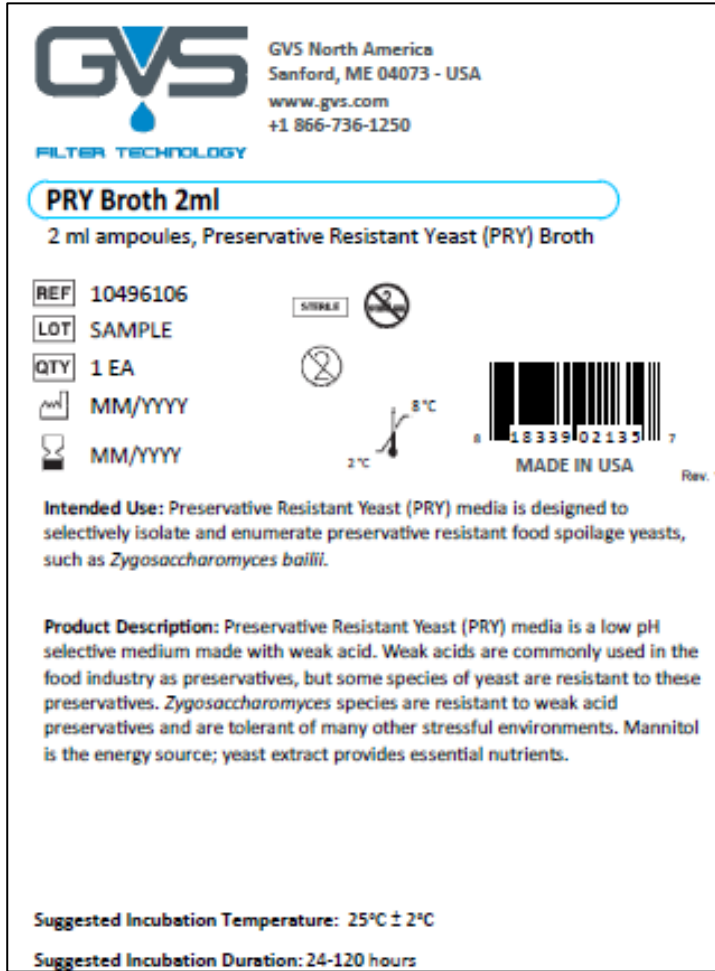 GVS
FILTER TECHNOLOGY
GVS North America
Sanford, ME 04073 - USA
www.gvs.com
+1 866-736-1250
PRY Broth 2ml
2 ml ampoules, Preservative Resistant Yeast (PRY) Broth
REF 10496106
LOT SAMPLE
QTY 1 EA
MM/YYYY
MM/YYYY
STERILE
2
2
8°C
2°C
8 18339 02135 7
MADE IN USA
Rev.
Intended Use: Preservative Resistant Yeast (PRY) media is designed to
selectively isolate and enumerate preservative resistant food spoilage yeasts,
such as Zygosaccharomyces bailii.
Product Description: Preservative Resistant Yeast (PRY) media is a low pH
selective medium made with weak acid. Weak acids are commonly used in the
food industry as preservatives, but some species of yeast are resistant to these
preservatives. Zygosaccharomyces species are resistant to weak acid
preservatives and are tolerant of many other stressful environments. Mannitol
is the energy source; yeast extract provides essential nutrients.
Suggested Incubation Temperature: 25°C ± 2°C
Suggested Incubation Duration: 24-120 hours